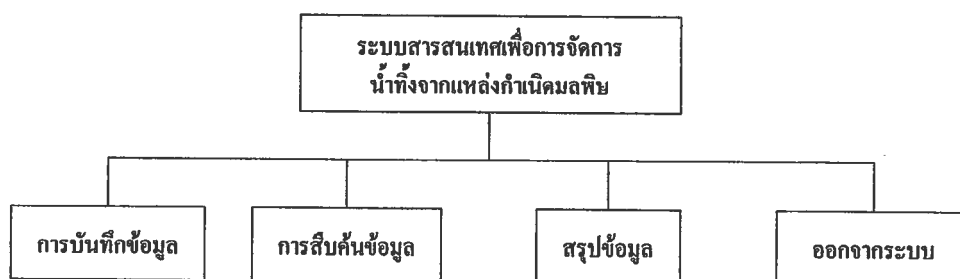 ระบบสารสนเทศเพื่อการจัดการ
น้ำทิ้งจากแหล่งกำเนิดมลพิษ
การบันทึกข้อมูล
การสืบค้นข้อมูล
สรุปข้อมูล
ออกจากระบบ